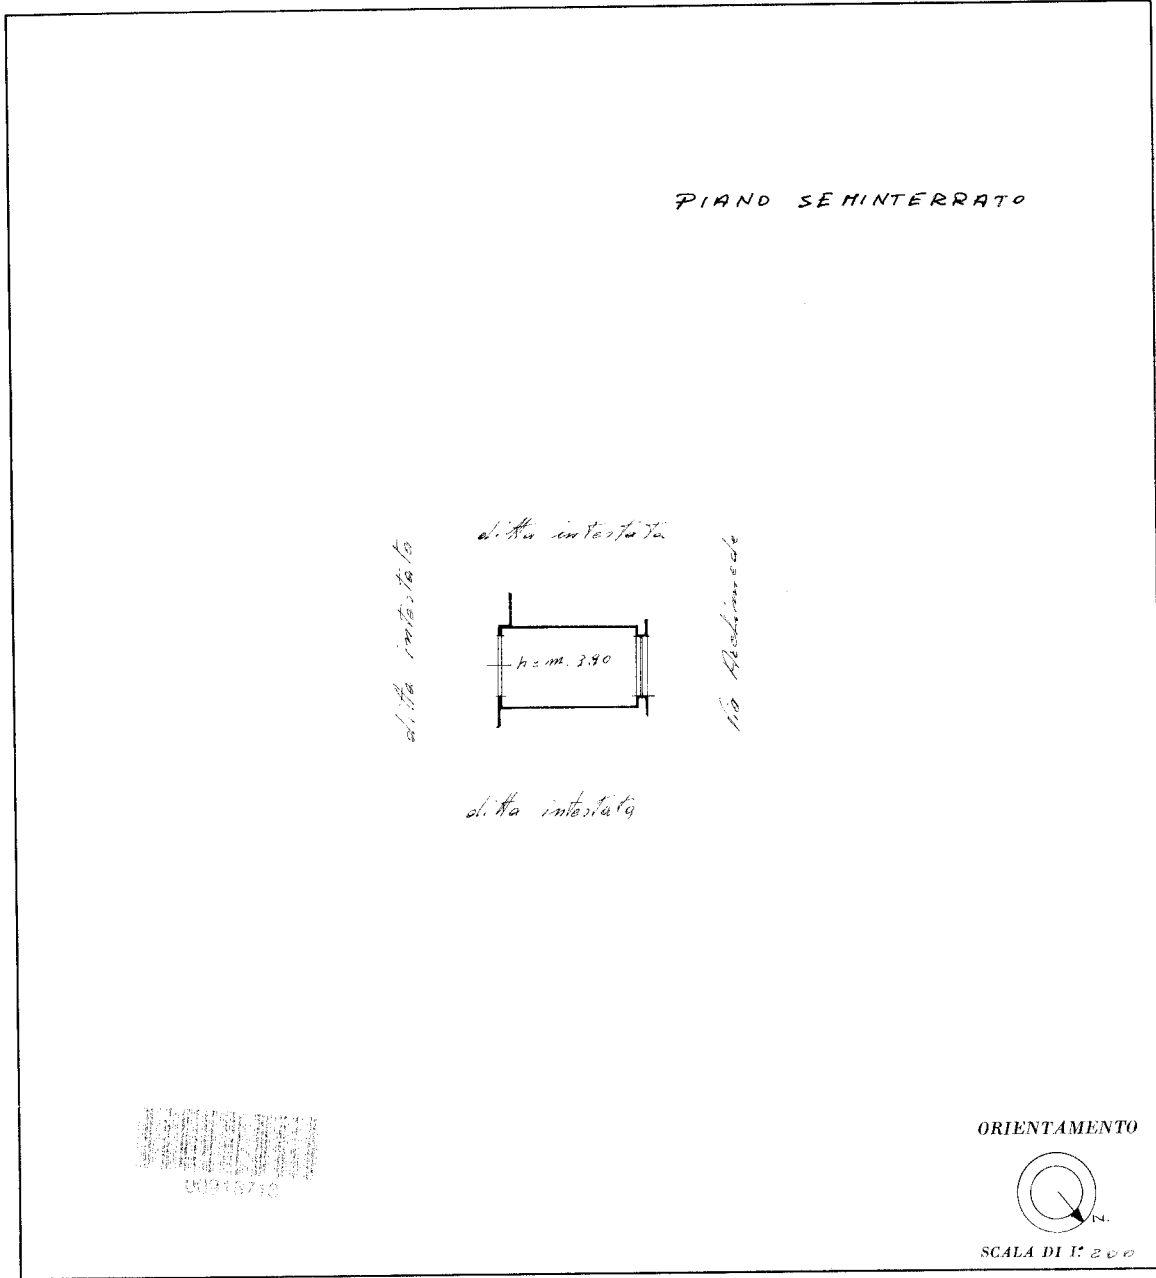 PIANO SEMINTERRATO
ditta intestata
ditta intestata
Via Archimede
h = m. 3.90
ditta intestata
ORIENTAMENTO
N.
SCALA DI 1: 200